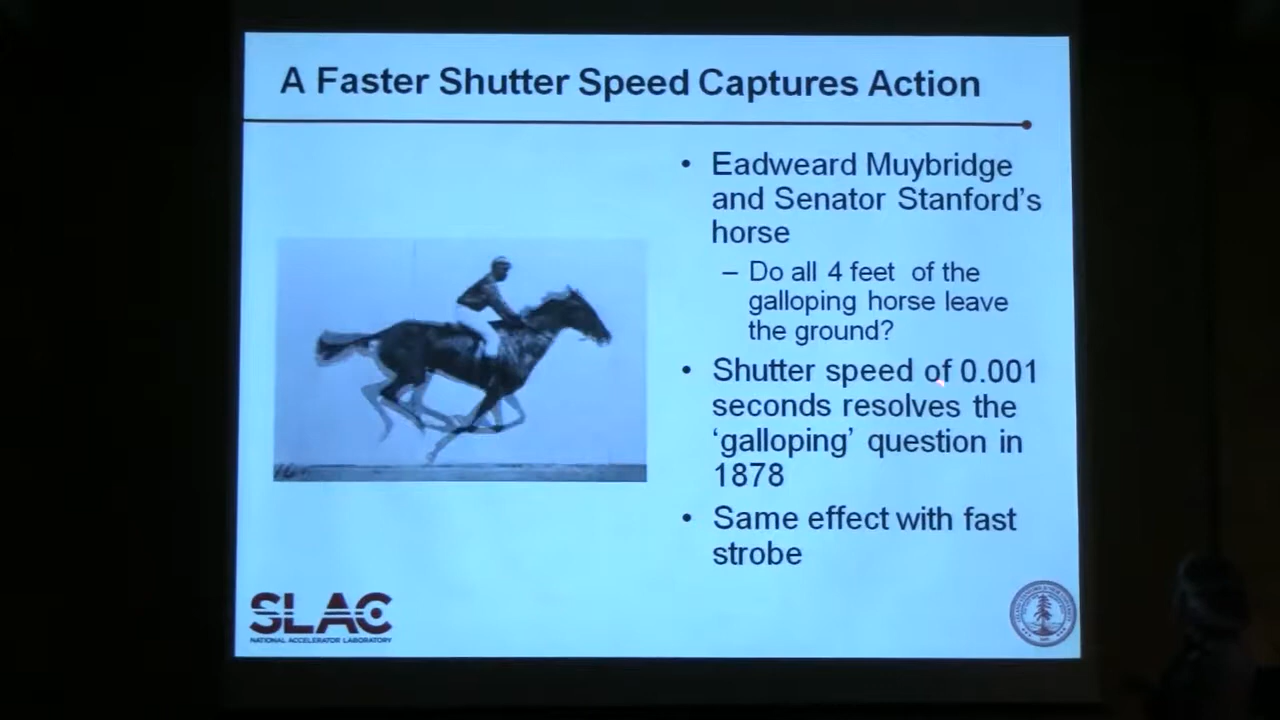 A Faster Shutter Speed Captures Action
• Eadweard Muybridge
and Senator Stanford's
horse
– Do all 4 feet of the
galloping horse leave
the ground?
• Shutter speed of 0.001
seconds resolves the
‘galloping’ question in
1878
• Same effect with fast
strobe
SLAC
NATIONAL ACCELERATOR LABORATORY